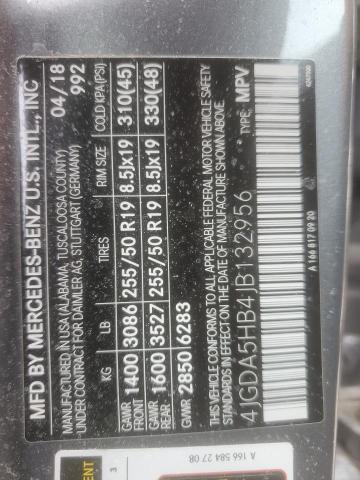 MFD BY MERCEDES-BENZ U.S. INT'L., INC
MANUFACTURED IN USA (ALABAMA, TUSCALOOSA COUNTY) 04/18
UNDER CONTRACT FOR DAIMLER AG, STUTTGART (GERMANY) 992
KG LB TIRES RIM SIZE COLD KPA (PSI)
GAWR FRONT 1400 3086 255/50 R19 8.5Jx19 310(45)
GAWR REAR 1600 3527 255/50 R19 8.5Jx19 330(48)
GVWR 2850 6283
THIS VEHICLE CONFORMS TO ALL APPLICABLE FEDERAL MOTOR VEHICLE SAFETY
STANDARDS IN EFFECT ON THE DATE OF MANUFACTURE SHOWN ABOVE.
4JGDA5HB4JB132956 TYPE: MPV
A 166 817 09 20
A 166 584 27 08
3